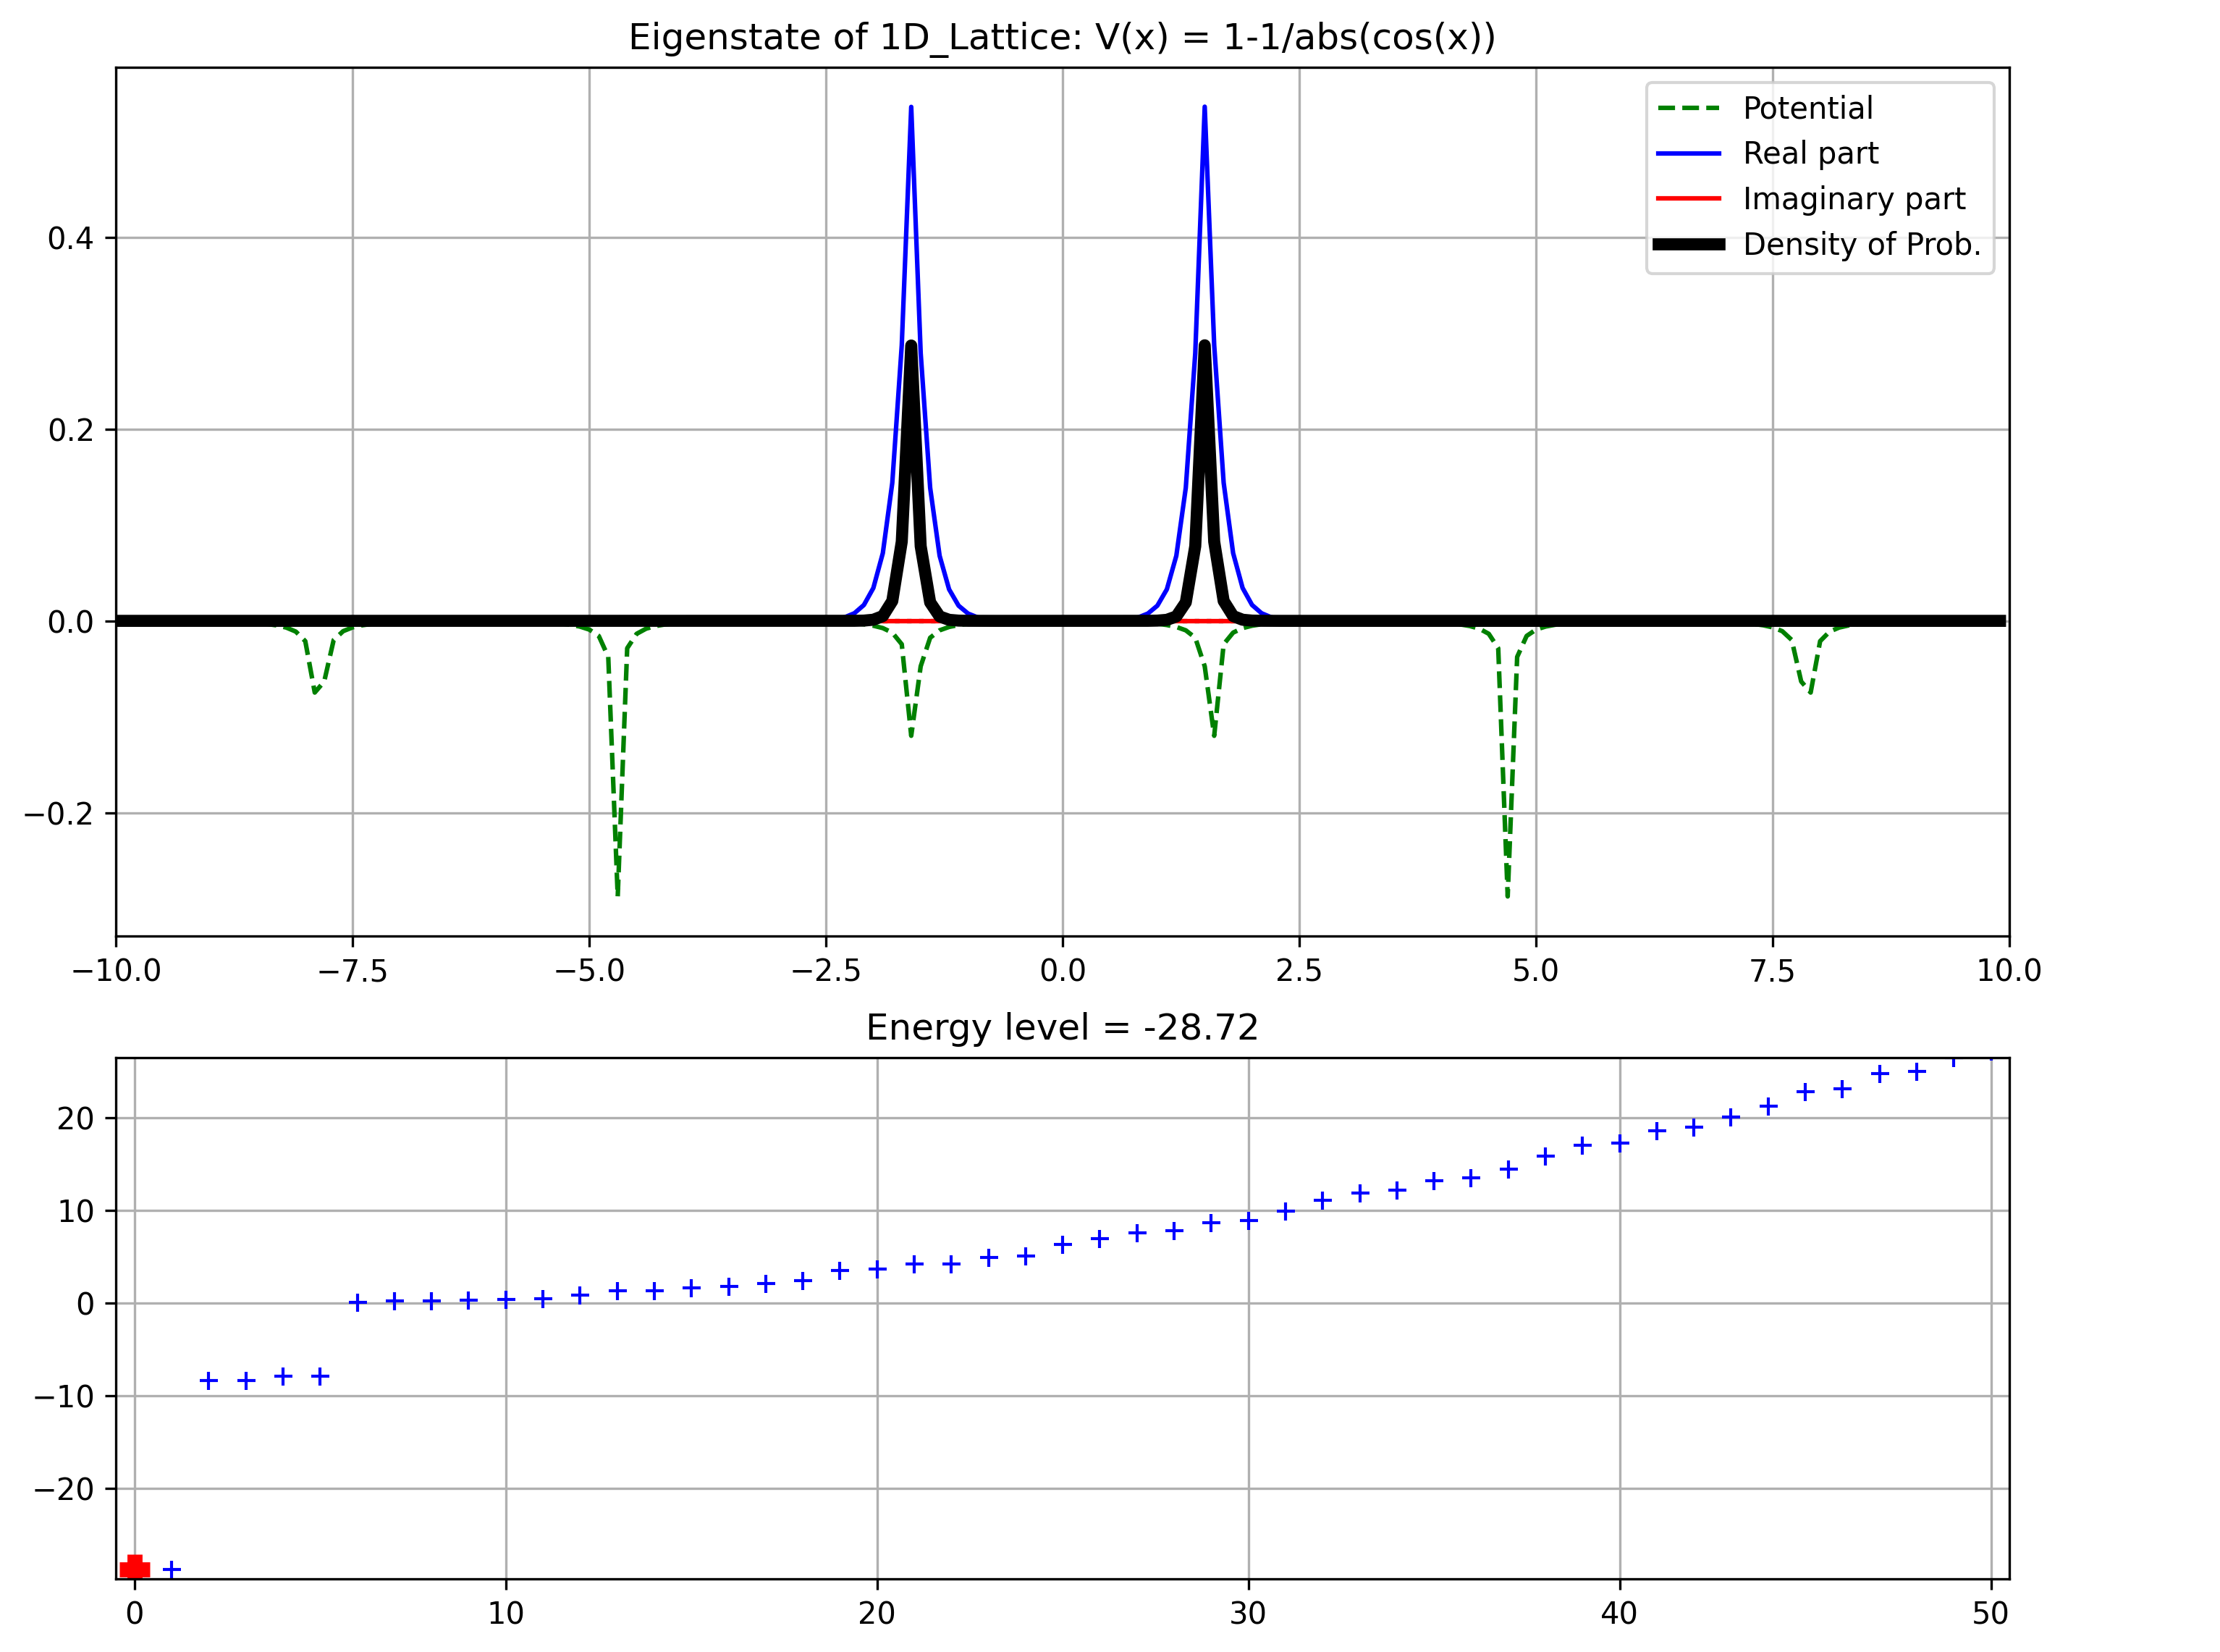 Eigenstate of 1D_Lattice: V(x) = 1-1/abs(cos(x))
Potential
Real part
Imaginary part
Density of Prob.
0.4
0.2
0.0
−0.2
−10.0 −7.5 −5.0 −2.5 0.0 2.5 5.0 7.5 10.0
Energy level = -28.72
20
10
0
−10
−20
0 10 20 30 40 50